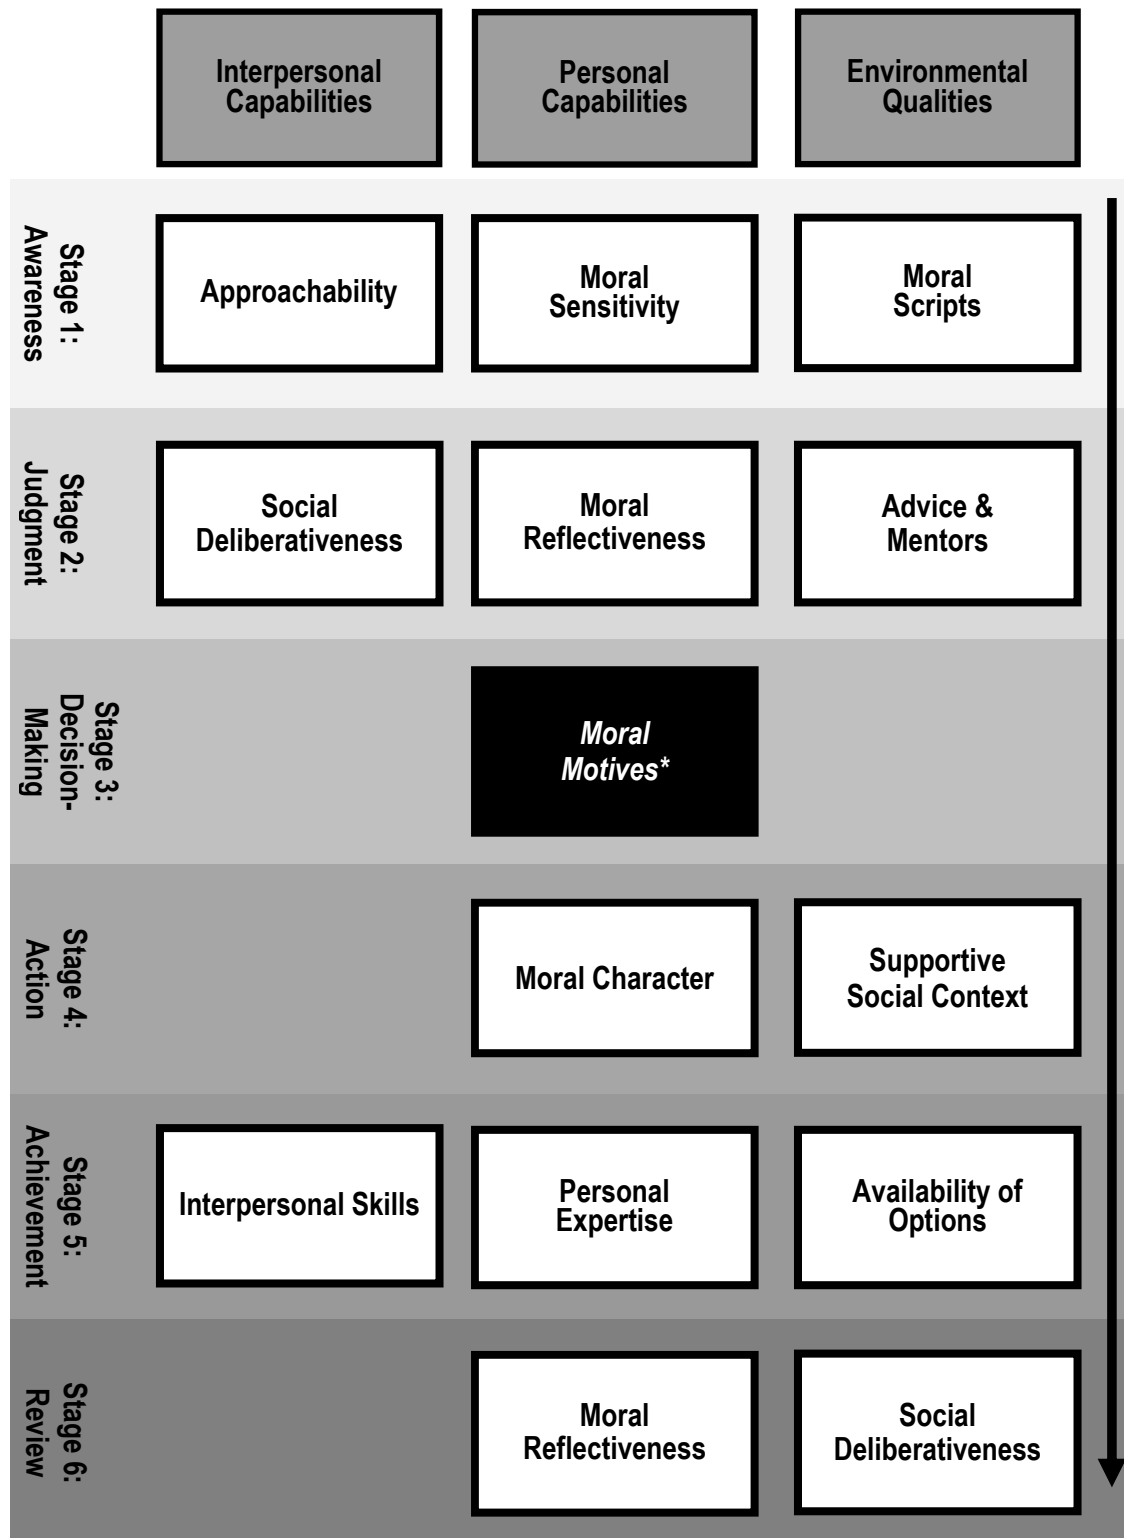 Interpersonal
Capabilities
Personal
Capabilities
Environmental
Qualities
Stage 1:
Awareness
Approachability
Moral
Sensitivity
Moral
Scripts
Stage 2:
Judgment
Social
Deliberativeness
Moral
Reflectiveness
Advice &
Mentors
Stage 3:
Decision-
Making
Moral
Motives*
Stage 4:
Action
Moral Character
Supportive
Social Context
Stage 5:
Achievement
Interpersonal Skills
Personal
Expertise
Availability of
Options
Stage 6:
Review
Moral
Reflectiveness
Social
Deliberativeness